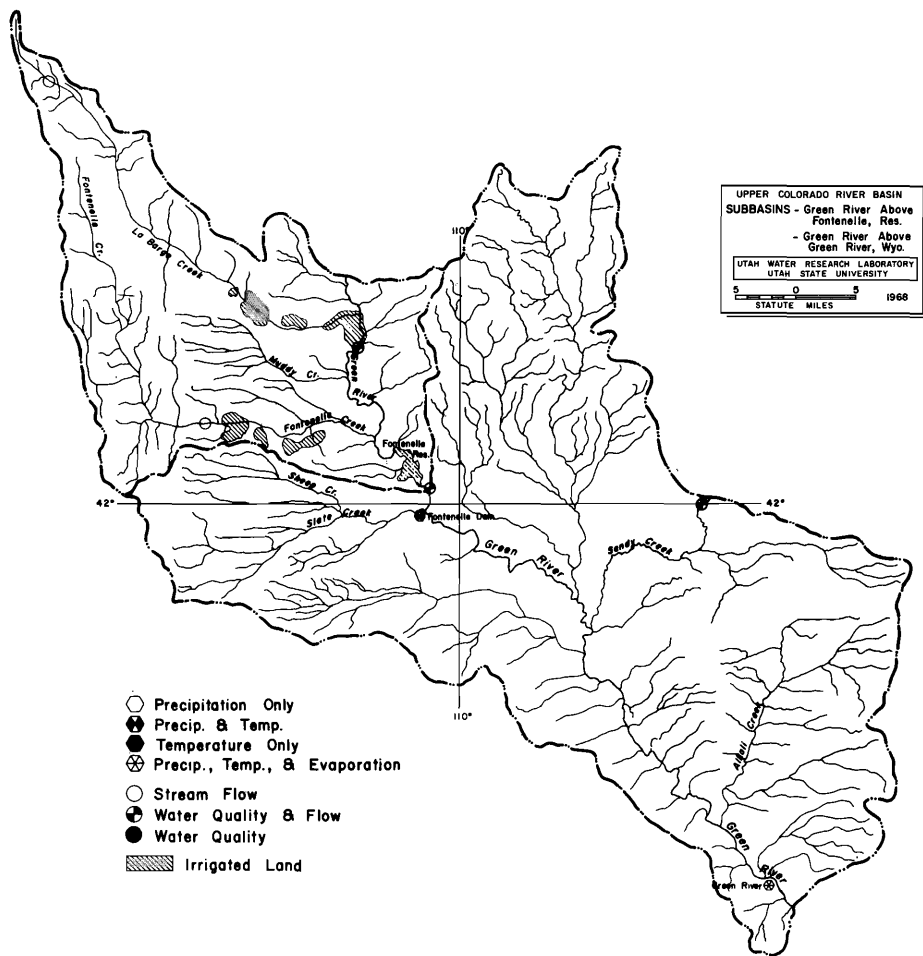 UPPER COLORADO RIVER BASIN
SUBBASINS - Green River Above
Fontenelle, Res.
- Green River Above
Green River, Wyo.
UTAH WATER RESEARCH LABORATORY
UTAH STATE UNIVERSITY
5 0 5
STATUTE MILES
1968
Fontenelle Cr.
La Barge Creek
110°
Green
River
Muddy Cr.
Fontenelle Creek
Fontenelle
Res.
Sheep Cr.
42°
42°
Slate Creek
Fontenelle Dam
Green River
Sandy Creek
110°
Alkali Creek
Green
River
Green River
Precipitation Only
Precip. & Temp.
Temperature Only
Precip., Temp., & Evaporation
Stream Flow
Water Quality & Flow
Water Quality
Irrigated Land